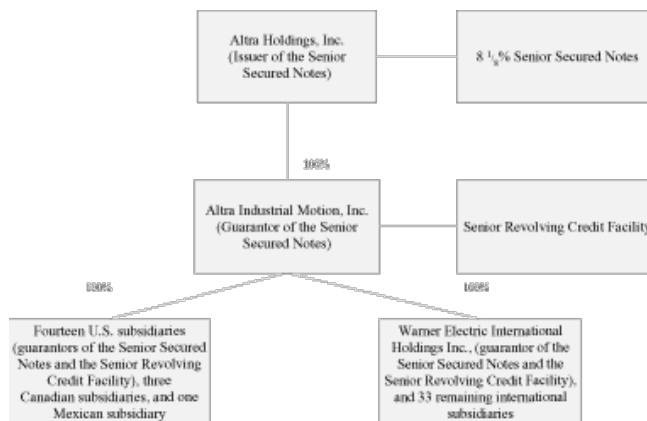 Altra Holdings, Inc.
(Issuer of the Senior
Secured Notes)
8 1/8% Senior Secured Notes
100%
Altra Industrial Motion, Inc.
(Guarantor of the Senior
Secured Notes)
Senior Revolving Credit Facility
100%
100%
Fourteen U.S. subsidiaries
(guarantors of the Senior Secured
Notes and the Senior Revolving
Credit Facility), three
Canadian subsidiaries, and one
Mexican subsidiary
Warner Electric International
Holdings Inc., (guarantor of the
Senior Secured Notes and the
Senior Revolving Credit Facility),
and 33 remaining international
subsidiaries